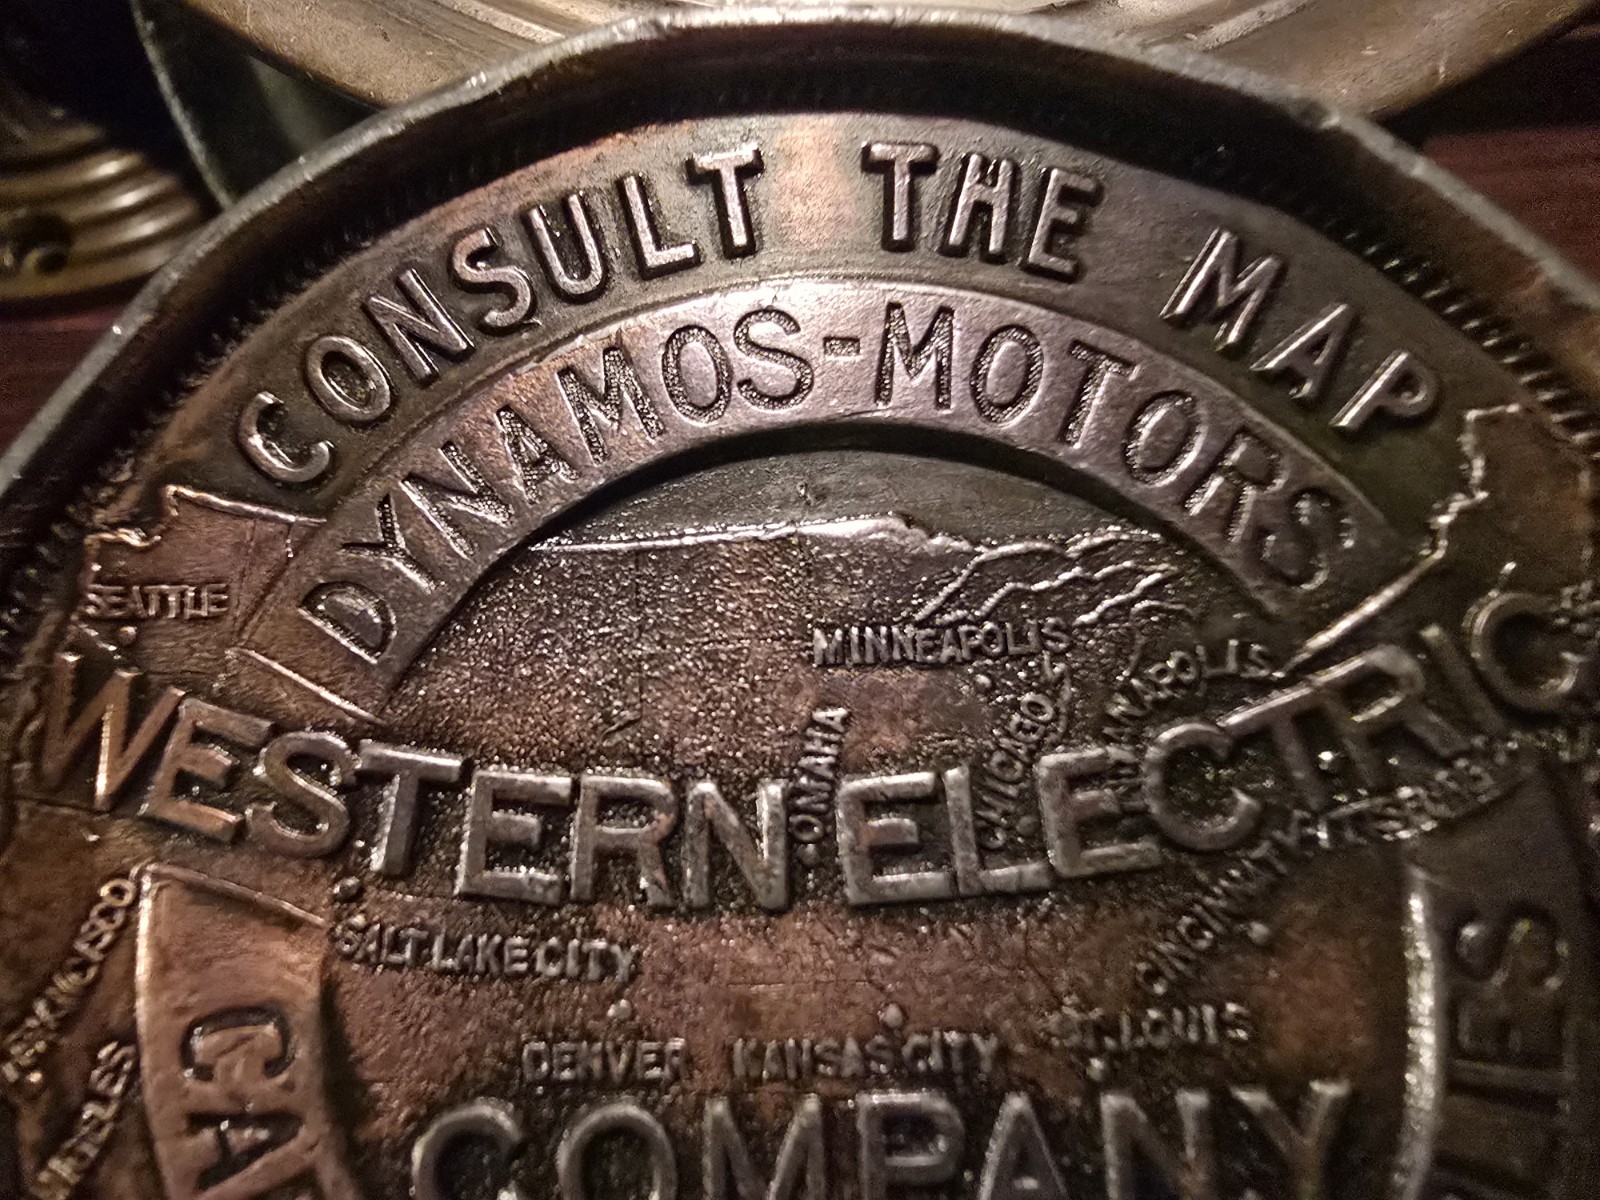 CONSULT THE MAP
DYNAMOS-MOTORS
SEATTLE
MINNEAPOLIS
OMAHA
CHICAGO
WESTERN ELECTRIC
CINCINNATI
SALT LAKE CITY
ST. LOUIS
DENVER
KANSAS CITY
COMPANY